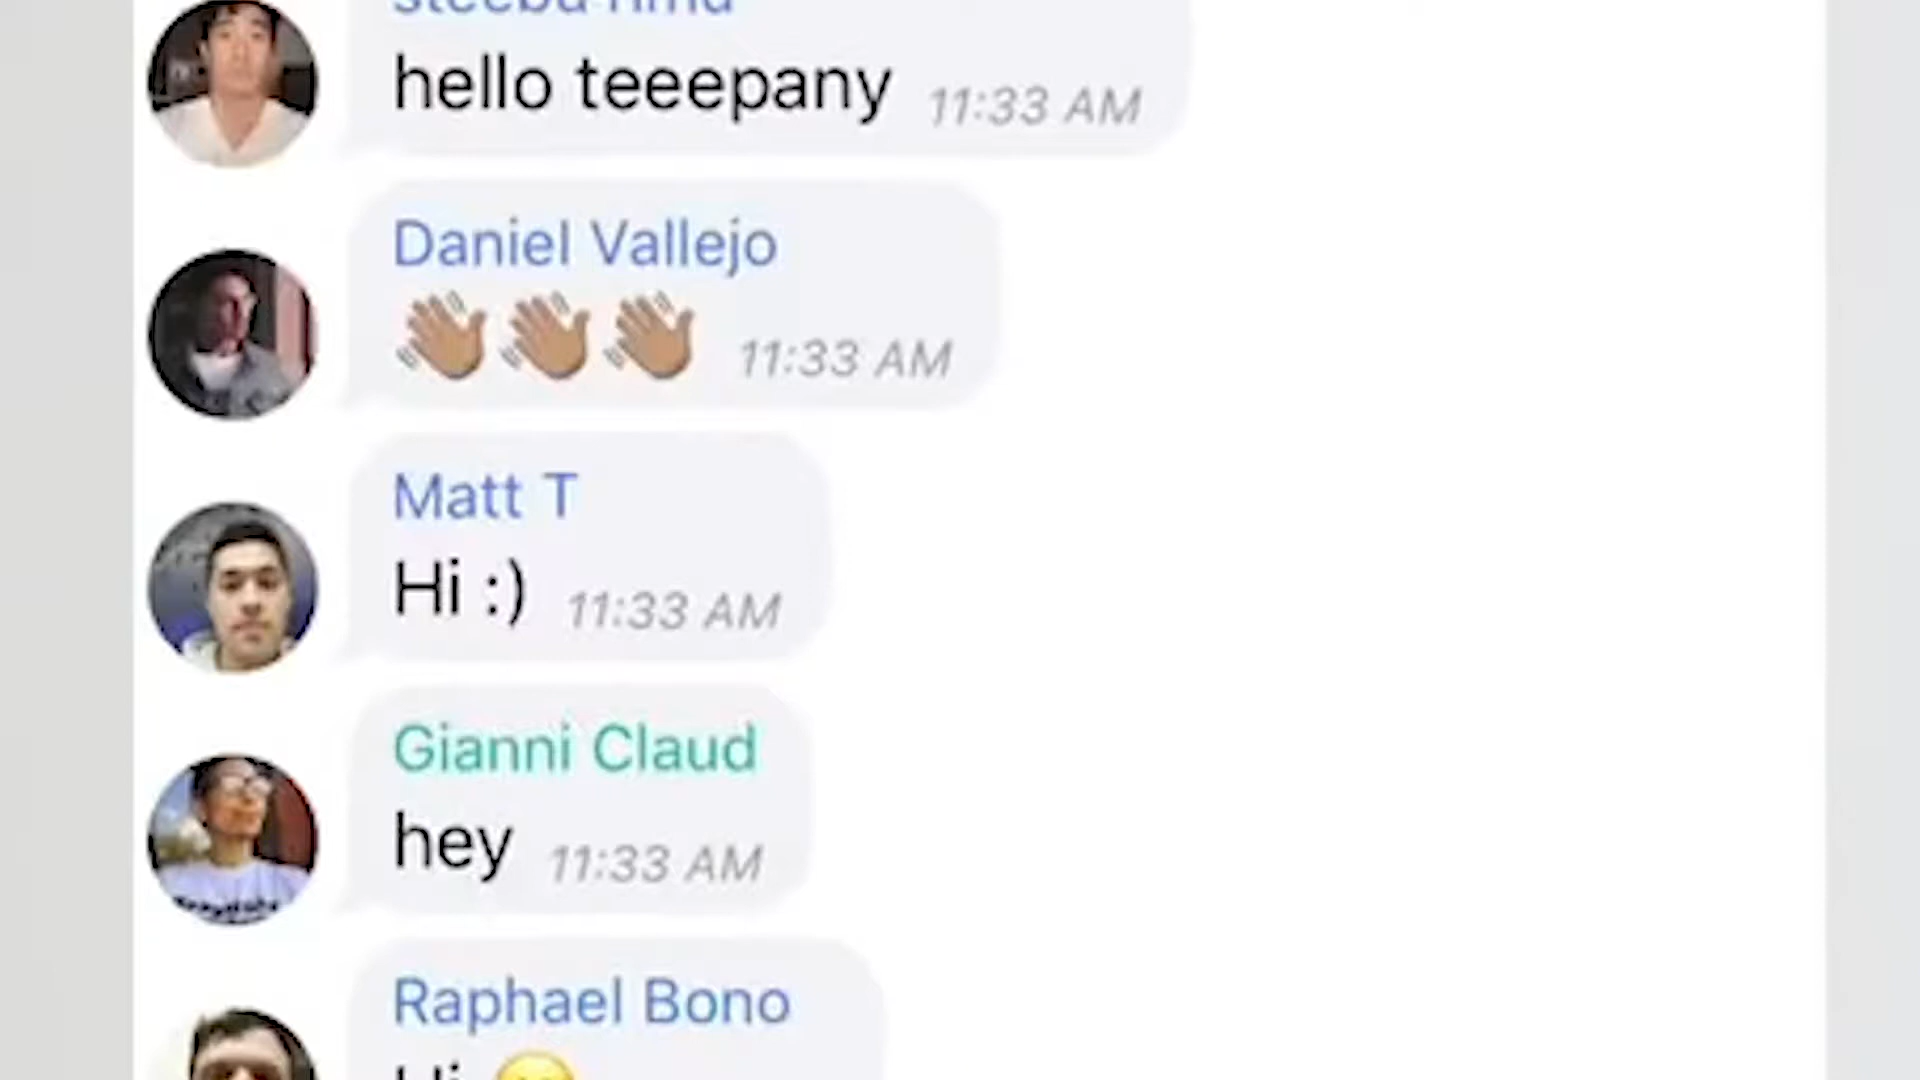 hello teeepany 11:33 AM
Daniel Vallejo
👋🏽👋🏽👋🏽 11:33 AM
Matt T
Hi :) 11:33 AM
Gianni Claud
hey 11:33 AM
Raphael Bono
Hi